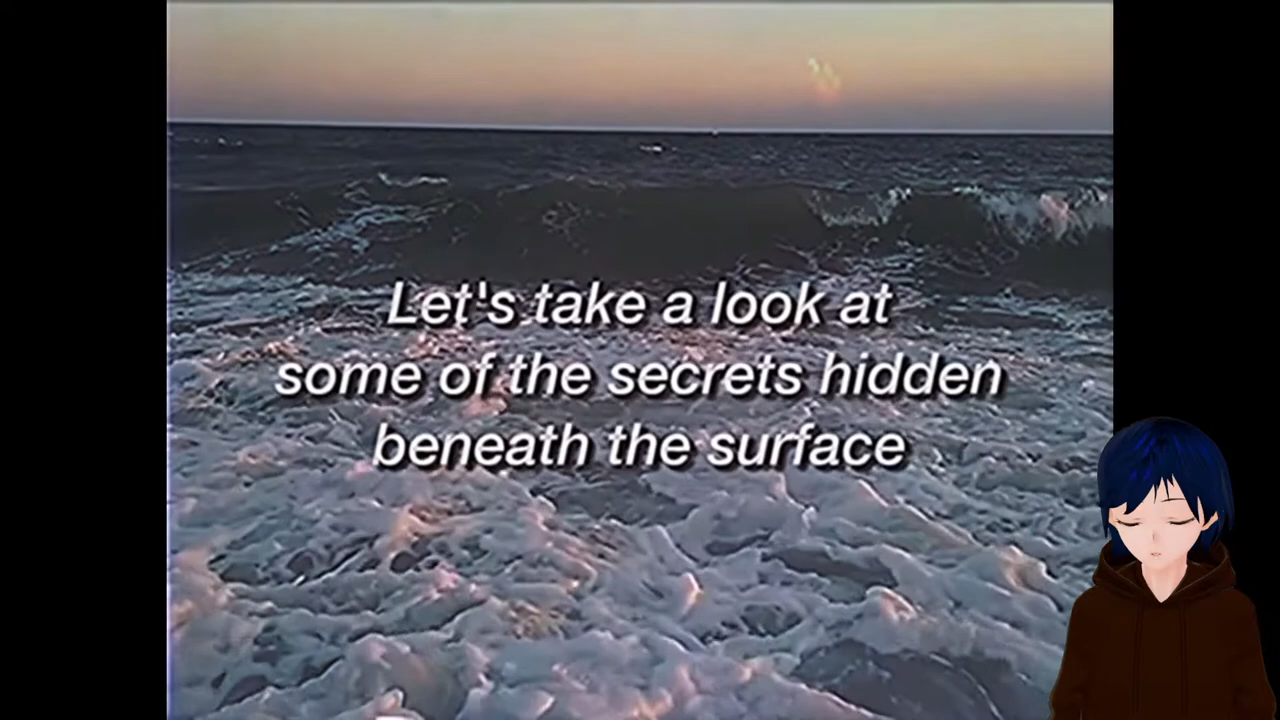 Let's take a look at
some of the secrets hidden
beneath the surface